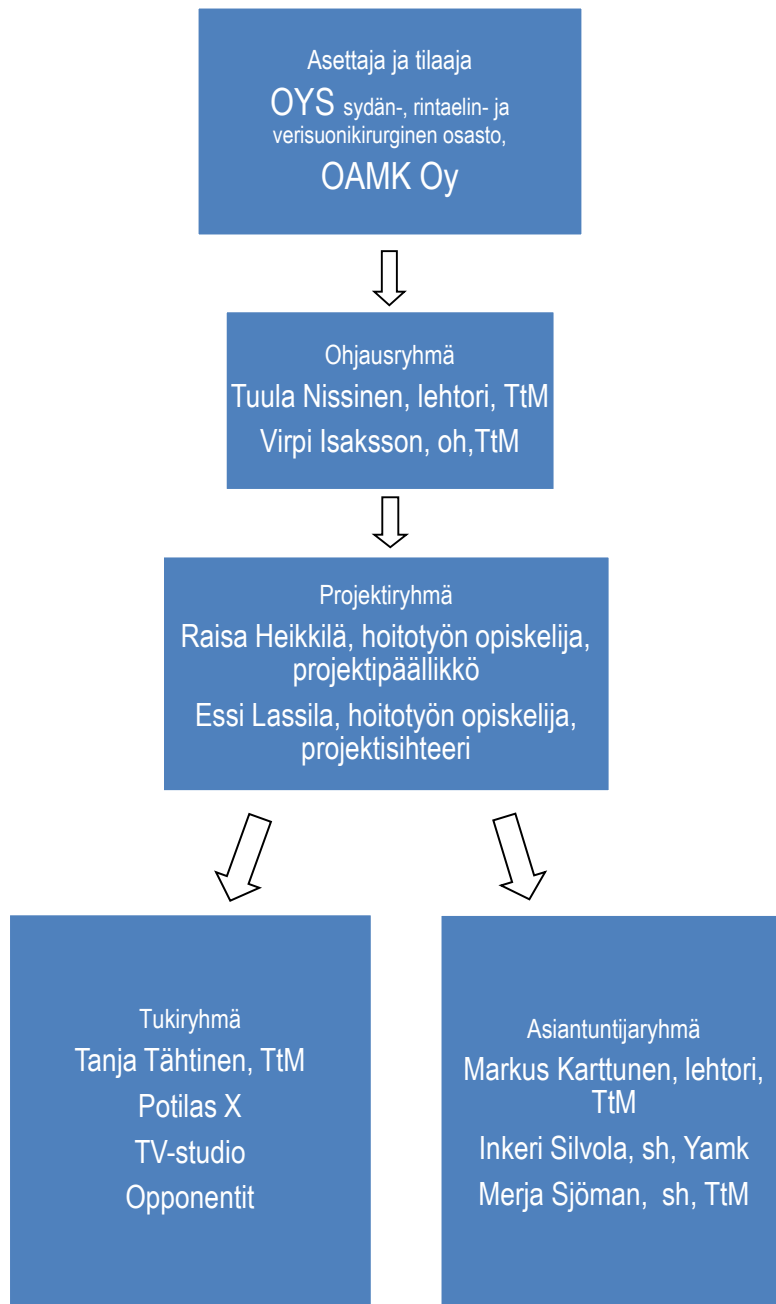 Asettaja ja tilaaja
OYS sydän-, rintaelin- ja
verisuonikirurginen osasto,
OAMK Oy
Ohjausryhmä
Tuula Nissinen, lehtori, TtM
Virpi Isaksson, oh,TtM
Projektiryhmä
Raisa Heikkilä, hoitotyön opiskelija,
projektipäällikkö
Essi Lassila, hoitotyön opiskelija,
projektisihteeri
Tukiryhmä
Tanja Tähtinen, TtM
Potilas X
TV-studio
Opponentit
Asiantuntijaryhmä
Markus Karttunen, lehtori,
TtM
Inkeri Silvola, sh, Yamk
Merja Sjöman, sh, TtM